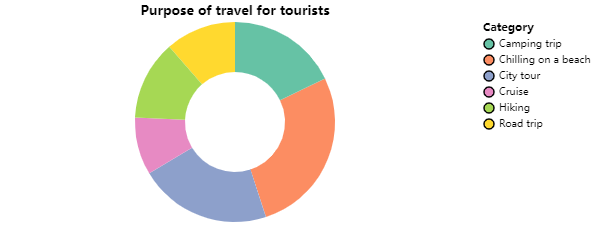 Purpose of travel for tourists
Category
Camping trip
Chilling on a beach
City tour
Cruise
Hiking
Road trip